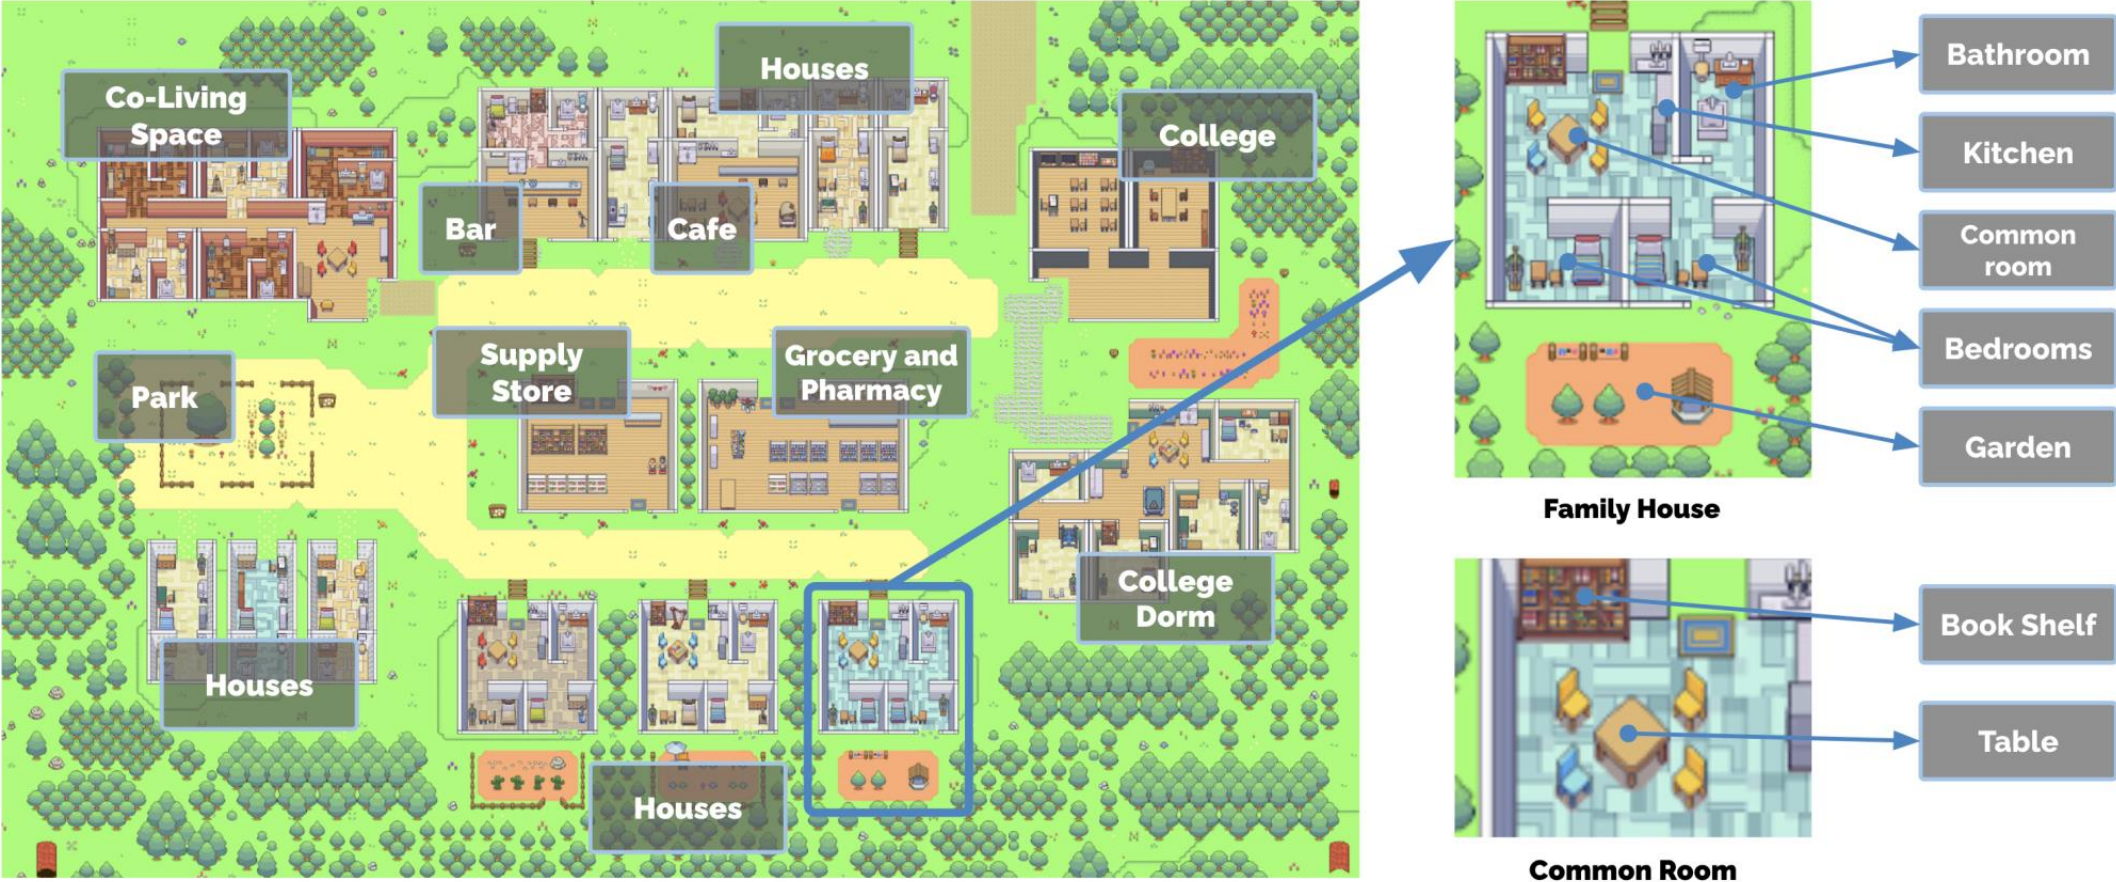 Houses
Co-Living
Space
College
Bar
Cafe
Supply
Store
Grocery and
Pharmacy
Park
College
Dorm
Houses
Houses
Bathroom
Kitchen
Common
room
Bedrooms
Garden
Family House
Book Shelf
Table
Common Room